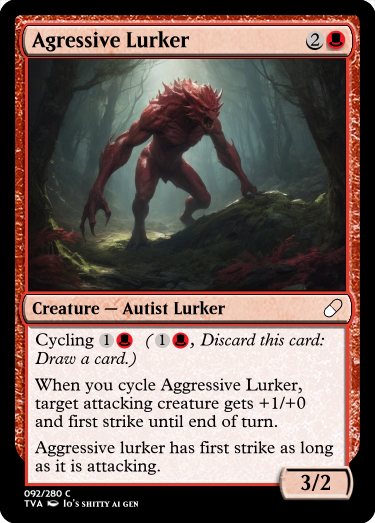 Agressive Lurker 2
Creature — Autist Lurker
Cycling 1 (1, Discard this card:
Draw a card.)
When you cycle Aggressive Lurker,
target attacking creature gets +1/+0
and first strike until end of turn.
Aggressive lurker has first strike as long
as it is attacking.
3/2
092/280 C
TVA Io's shitty ai gen